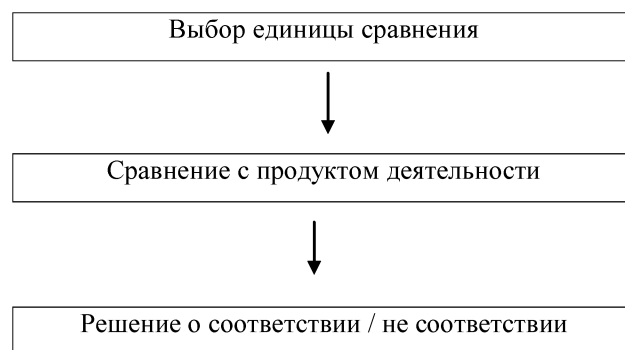 Выбор единицы сравнения
Сравнение с продуктом деятельности
Решение о соответствии / не соответствии